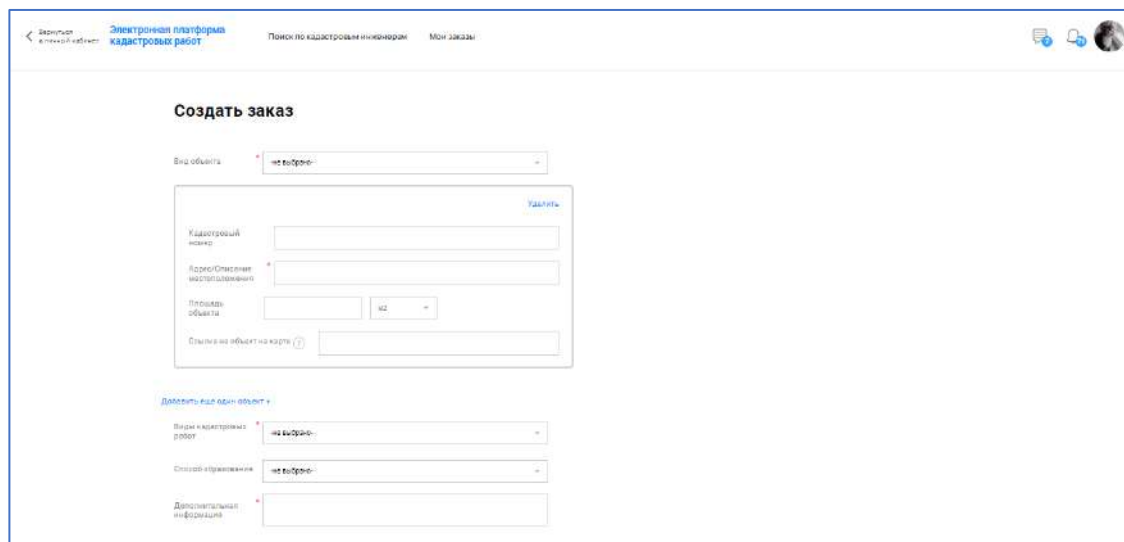 Вернуться
в личный кабинет
Электронная платформа
кадастровых работ
Поиск по кадастровым инженерам
Мои заказы
Создать заказ
Вид объекта * -не выбрано-
Удалить
Кадастровый
номер
Адрес/Описание *
местоположения
Площадь
объекта
м2
Ссылка на объект на карте ?
Добавить еще один объект +
Виды кадастровых * -не выбрано-
работ
Способ образования -не выбрано-
Дополнительная *
информация